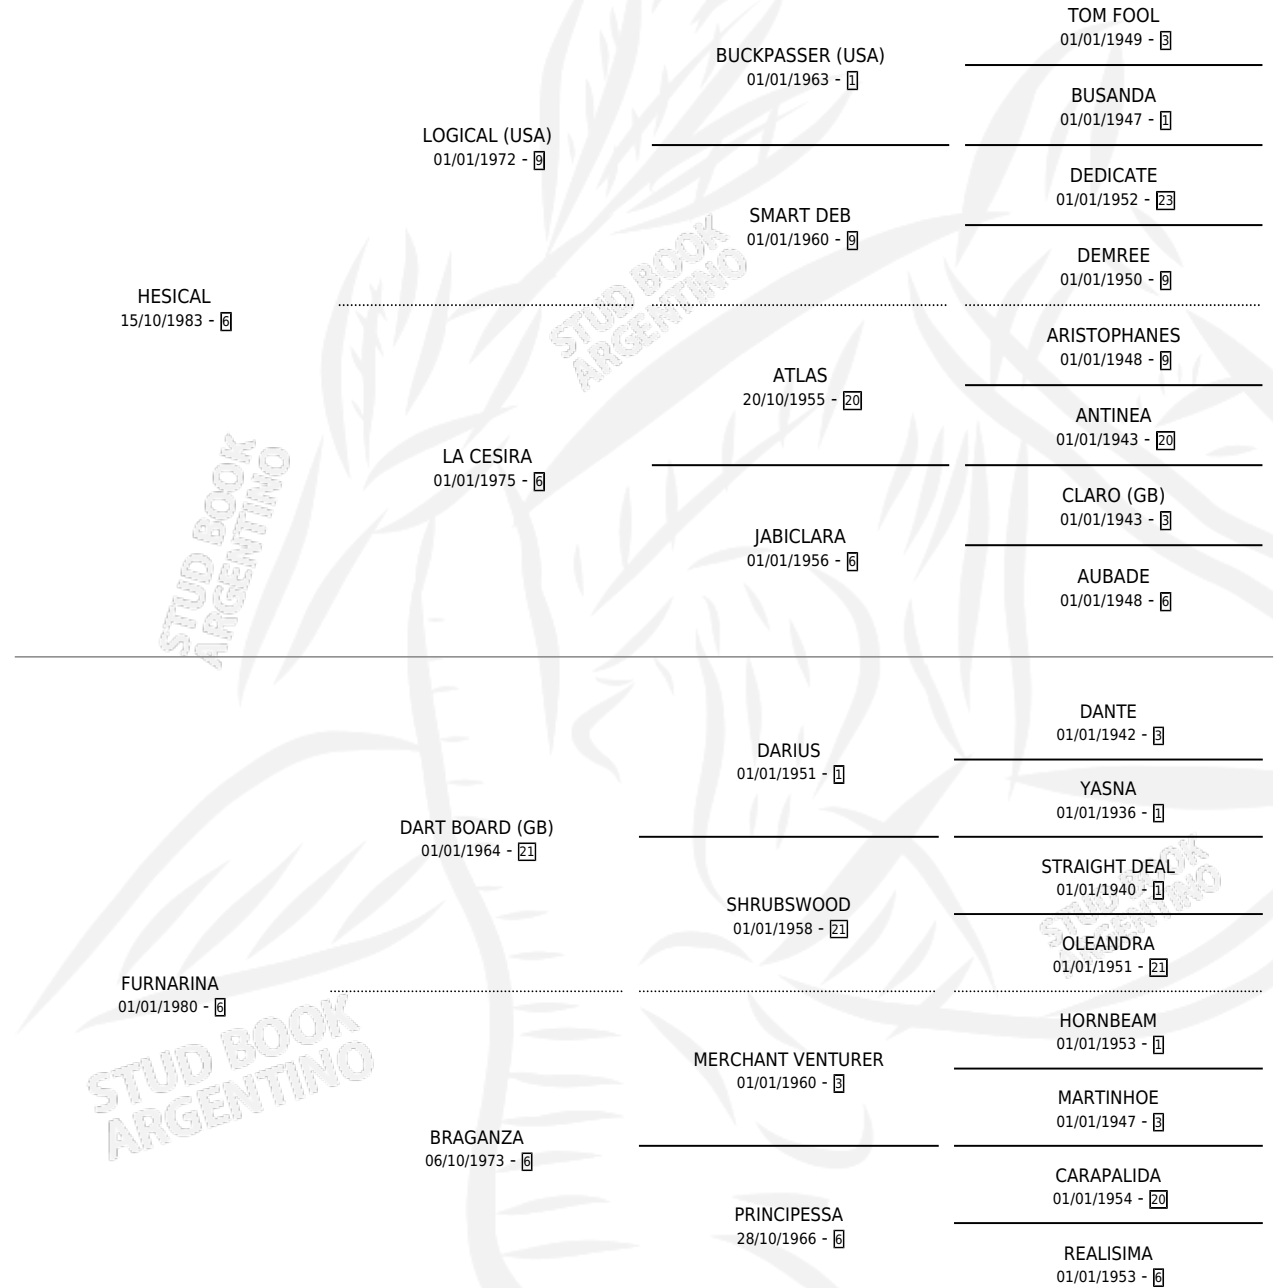 TOM FOOL
01/01/1949 - 3
BUCKPASSER (USA)
01/01/1963 - 1
BUSANDA
01/01/1947 - 1
LOGICAL (USA)
01/01/1972 - 9
DEDICATE
01/01/1952 - 23
SMART DEB
01/01/1960 - 9
DEMREE
01/01/1950 - 9
HESICAL
15/10/1983 - 6
ARISTOPHANES
01/01/1948 - 9
ATLAS
20/10/1955 - 20
ANTINEA
01/01/1943 - 20
LA CESIRA
01/01/1975 - 6
CLARO (GB)
01/01/1943 - 3
JABICLARA
01/01/1956 - 6
AUBADE
01/01/1948 - 6
DANTE
01/01/1942 - 3
DARIUS
01/01/1951 - 1
YASNA
01/01/1936 - 1
DART BOARD (GB)
01/01/1964 - 21
STRAIGHT DEAL
01/01/1940 - 1
SHRUBSWOOD
01/01/1958 - 21
OLEANDRA
01/01/1951 - 21
FURNARINA
01/01/1980 - 6
HORNBEAM
01/01/1953 - 1
MERCHANT VENTURER
01/01/1960 - 3
MARTINHOE
01/01/1947 - 3
BRAGANZA
06/10/1973 - 6
CARAPALIDA
01/01/1954 - 20
PRINCIPESSA
28/10/1966 - 6
REALISIMA
01/01/1953 - 6
STUD BOOK
ARGENTINO
STUD BOOK
ARGENTINO
STUD BOOK
ARGENTINO
STUD BOOK
ARGENTINO